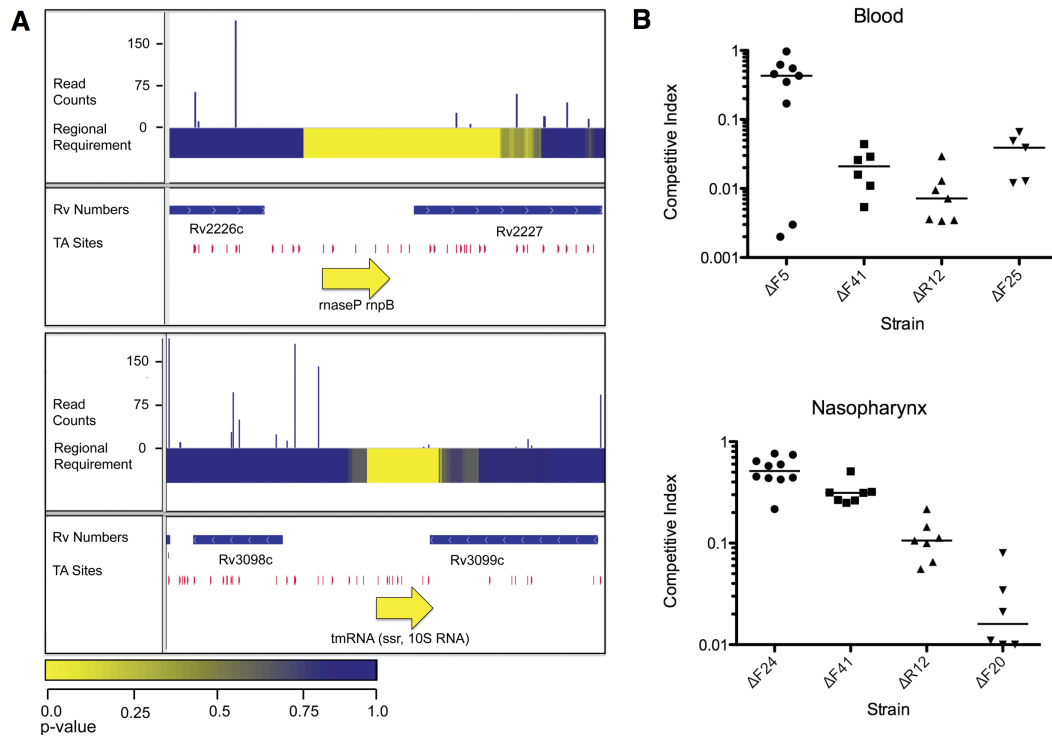 A
150
75
0
Read
Counts
Regional
Requirement
Rv Numbers
Rv2226c
Rv2227
TA Sites
rnaseP rnpB
150
75
0
Read
Counts
Regional
Requirement
Rv Numbers
Rv3098c
Rv3099c
TA Sites
tmRNA (ssr, 10S RNA)
0.0 0.25 0.5 0.75 1.0
p-value
B
Blood
Competitive Index
1
0.1
0.01
0.001
ΔF5 ΔF41 ΔR12 ΔF25
Strain
Nasopharynx
Competitive Index
1
0.1
0.01
ΔF24 ΔF41 ΔR12 ΔF20
Strain